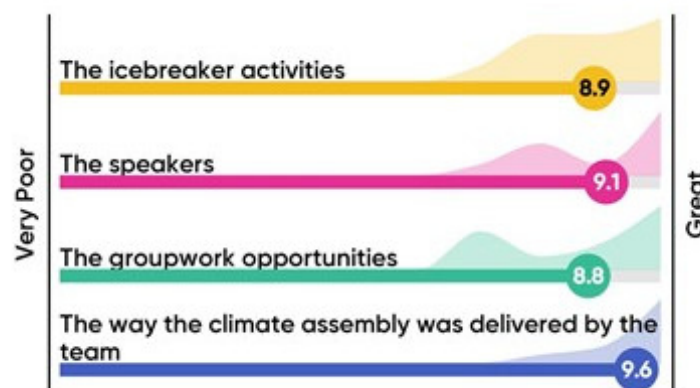 The icebreaker activities
8.9
The speakers
9.1
Very Poor
Great
The groupwork opportunities
8.8
The way the climate assembly was delivered by the
team
9.6